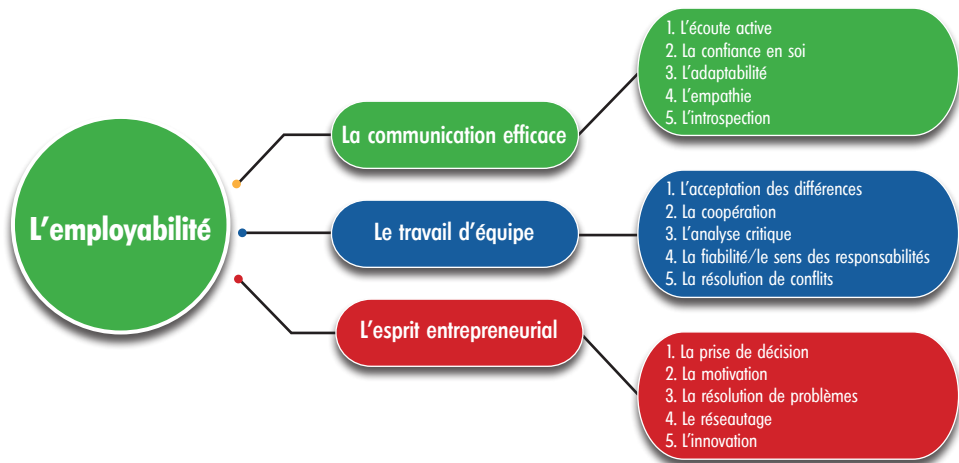 L'employabilité
La communication efficace
1. L'écoute active
2. La confiance en soi
3. L'adaptabilité
4. L'empathie
5. L'introspection
Le travail d'équipe
1. L'acceptation des différences
2. La coopération
3. L'analyse critique
4. La fiabilité/le sens des responsabilités
5. La résolution de conflits
L'esprit entrepreneurial
1. La prise de décision
2. La motivation
3. La résolution de problèmes
4. Le réseautage
5. L'innovation